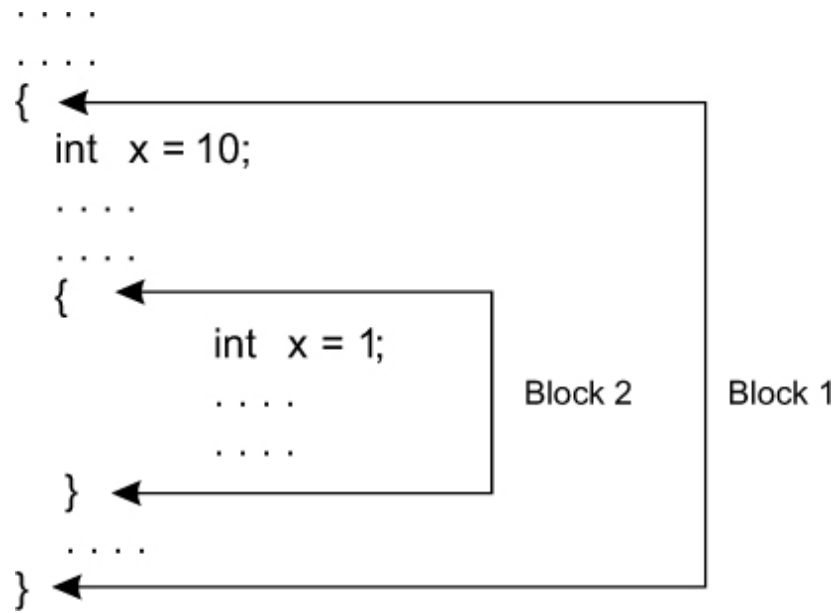 . . . .
. . . .
{
int x = 10;
. . . .
. . . .
{
int x = 1;
. . . .
Block 2 Block 1
. . . .
}
. . . .
}